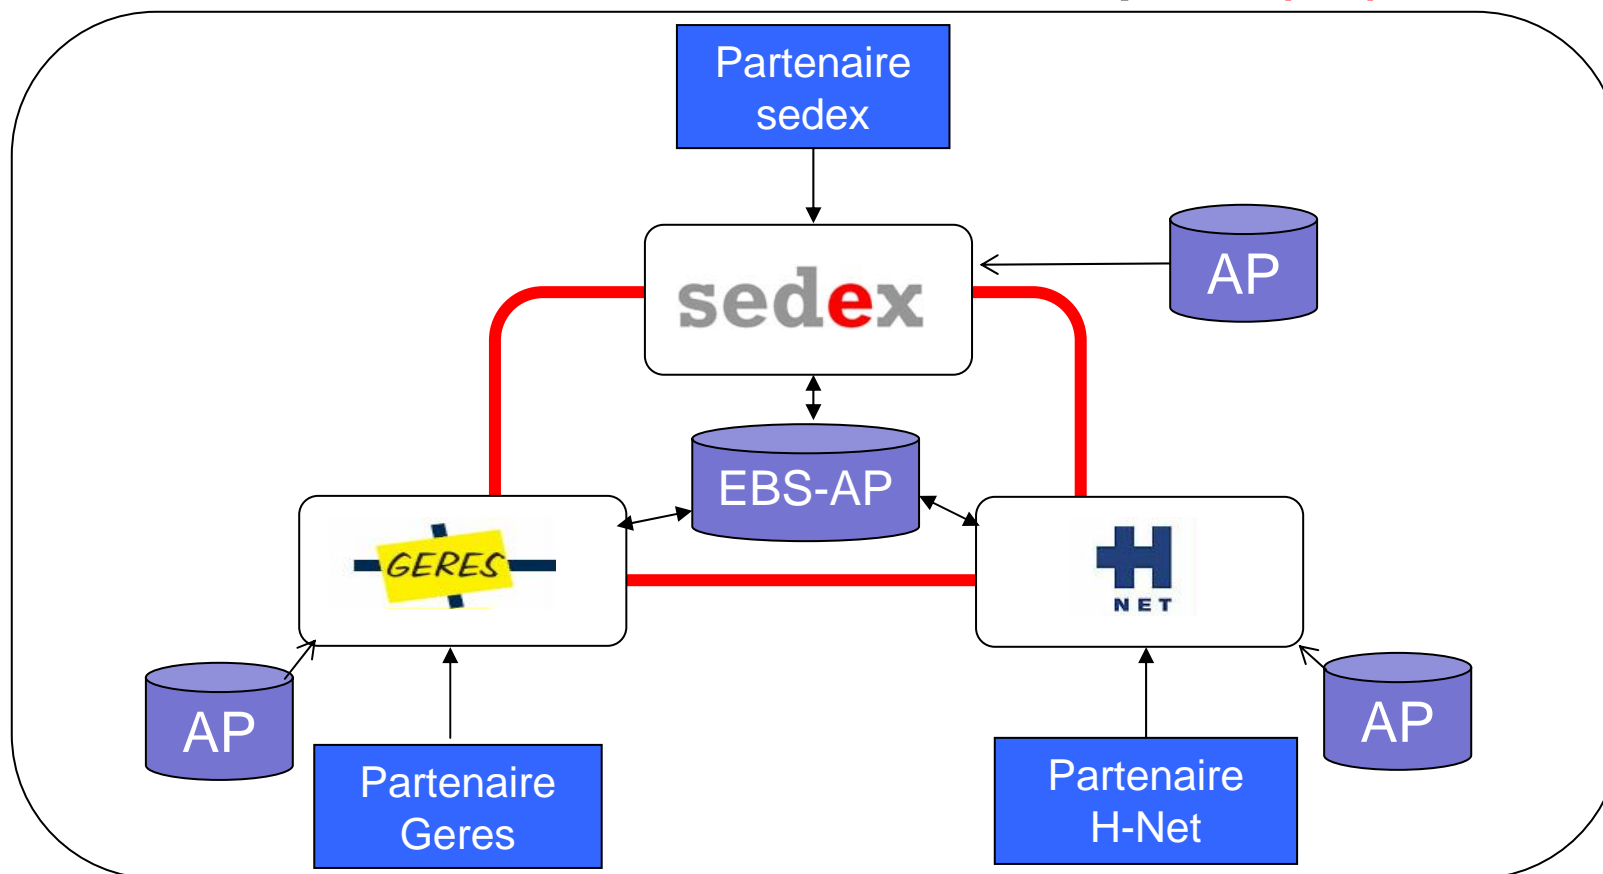 Partenaire
sedex
AP
sedex
EBS-AP
GERES
H
NET
AP
Partenaire
Geres
Partenaire
H-Net
AP